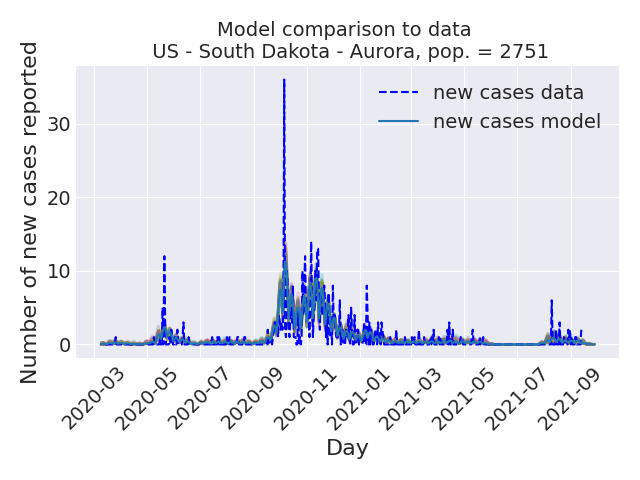 Model comparison to data
US - South Dakota - Aurora, pop. = 2751
Number of new cases reported
new cases data
new cases model
30
20
10
0
2020-03
2020-05
2020-07
2020-09
2020-11
2021-01
2021-03
2021-05
2021-07
2021-09
Day